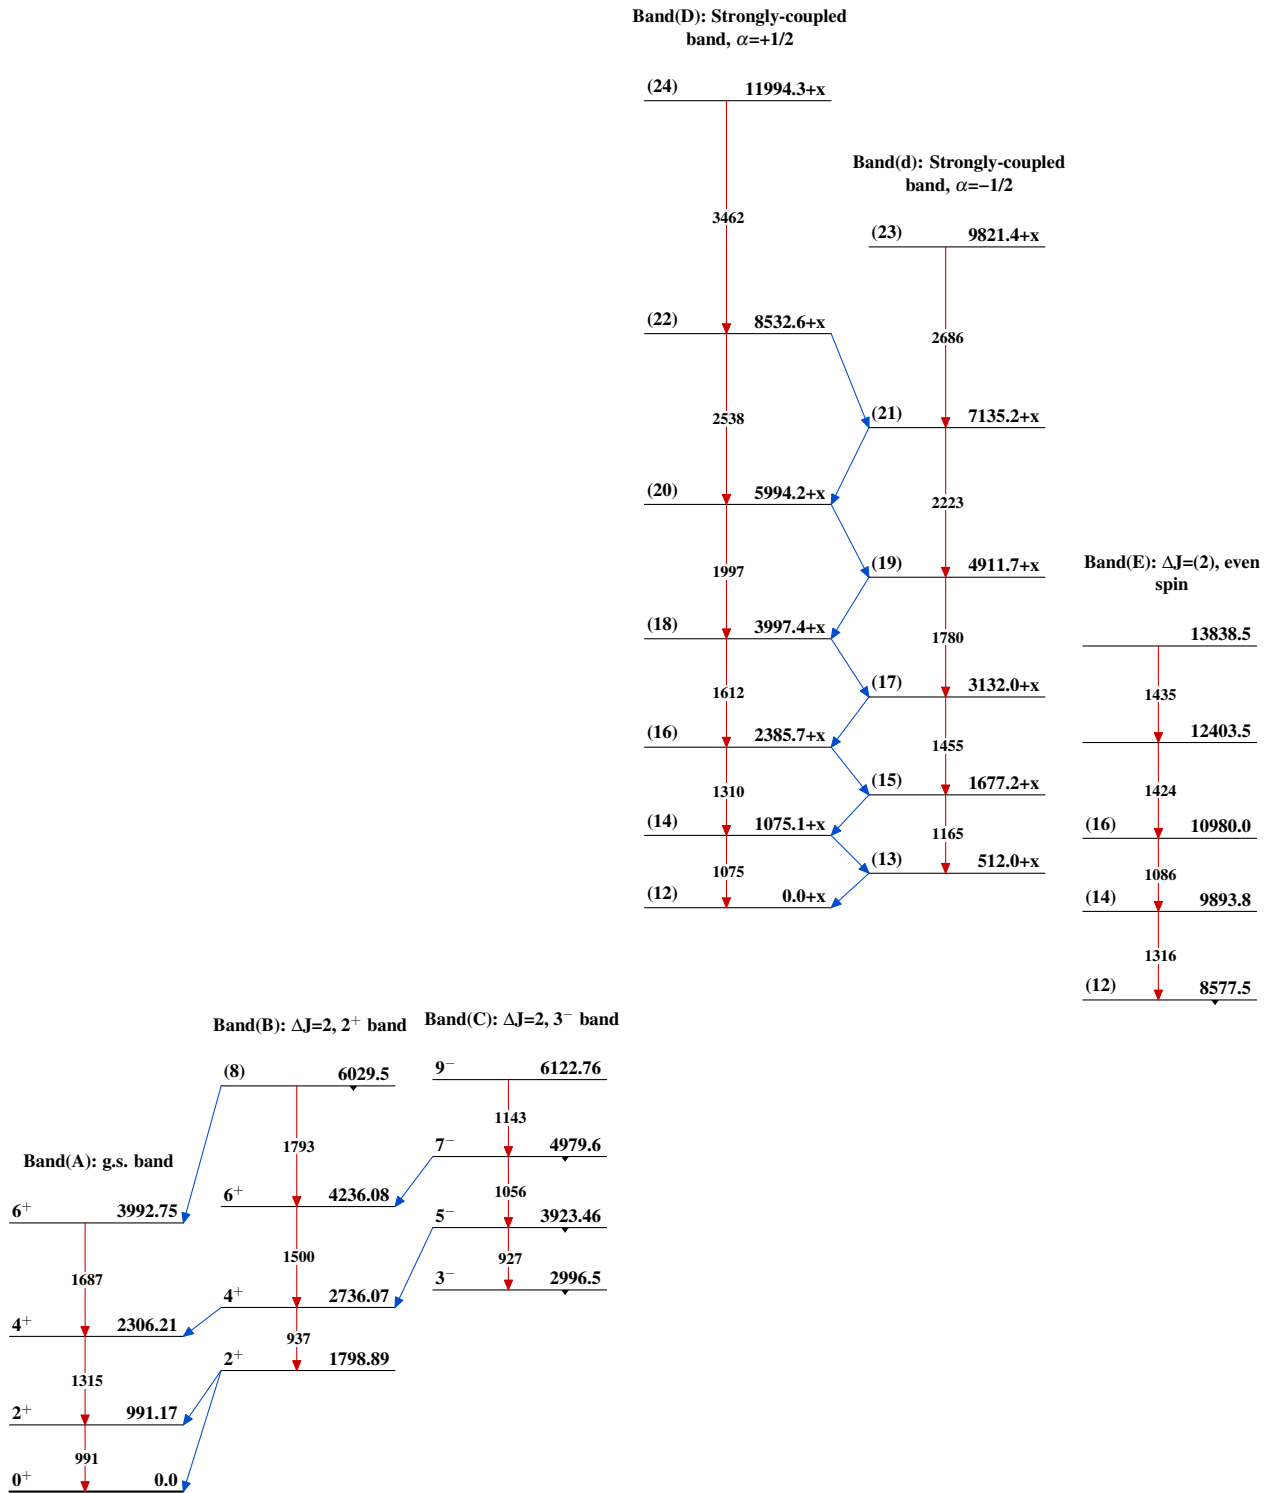 Band(D): Strongly-coupled
band, α=+1/2
(24) 11994.3+x
3462
(22) 8532.6+x
2538
(20) 5994.2+x
1997
(18) 3997.4+x
1612
(16) 2385.7+x
1310
(14) 1075.1+x
1075
(12) 0.0+x
Band(d): Strongly-coupled
band, α=−1/2
(23) 9821.4+x
2686
(21) 7135.2+x
2223
(19) 4911.7+x
1780
(17) 3132.0+x
1455
(15) 1677.2+x
1165
(13) 512.0+x
Band(E): ΔJ=(2), even
spin
13838.5
1435
12403.5
1424
(16) 10980.0
1086
(14) 9893.8
1316
(12) 8577.5
Band(A): g.s. band
6⁺ 3992.75
1687
4⁺ 2306.21
1315
2⁺ 991.17
991
0⁺ 0.0
Band(B): ΔJ=2, 2⁺ band
(8) 6029.5
1793
6⁺ 4236.08
1500
4⁺ 2736.07
937
2⁺ 1798.89
Band(C): ΔJ=2, 3⁻ band
9⁻ 6122.76
1143
7⁻ 4979.6
1056
5⁻ 3923.46
927
3⁻ 2996.5